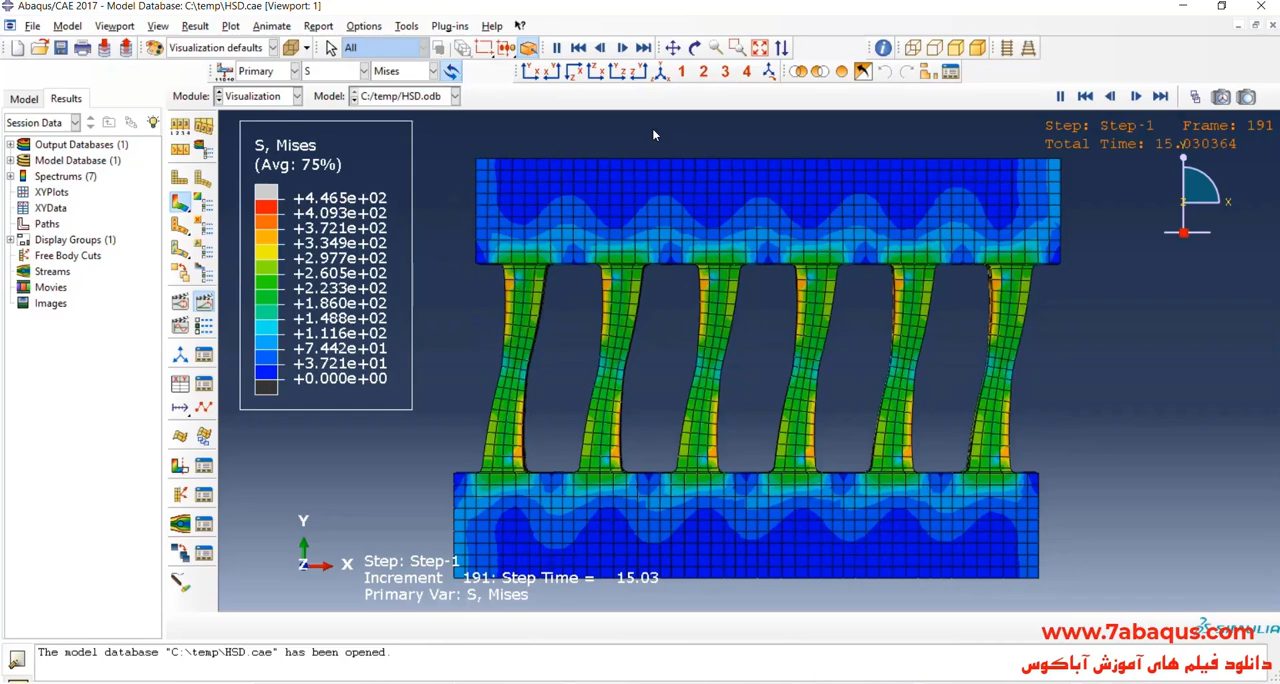 Abaqus/CAE 2017 - Model Database: C:\temp\HSD.cae [Viewport: 1]
File Model Viewport View Result Plot Animate Report Options Tools Plug-ins Help
Visualization defaults All
Primary S Mises 1 2 3 4
Model Results Module: Visualization Model: C:/temp/HSD.odb
Session Data
Output Databases (1)
Model Database (1)
Spectrums (7)
XYPlots
XYData
Paths
Display Groups (1)
Free Body Cuts
Streams
Movies
Images
S, Mises
(Avg: 75%)
+4.465e+02
+4.093e+02
+3.721e+02
+3.349e+02
+2.977e+02
+2.605e+02
+2.233e+02
+1.860e+02
+1.488e+02
+1.116e+02
+7.442e+01
+3.721e+01
+0.000e+00
Step: Step-1 Frame: 191
Total Time: 15.030364
Y
Z X
Y
Z X
Step: Step-1
Increment 191: Step Time = 15.03
Primary Var: S, Mises
SIMULIA
www.7abaqus.com
دانلود فیلم های آموزش آباکوس
The model database "C:\temp\HSD.cae" has been opened.